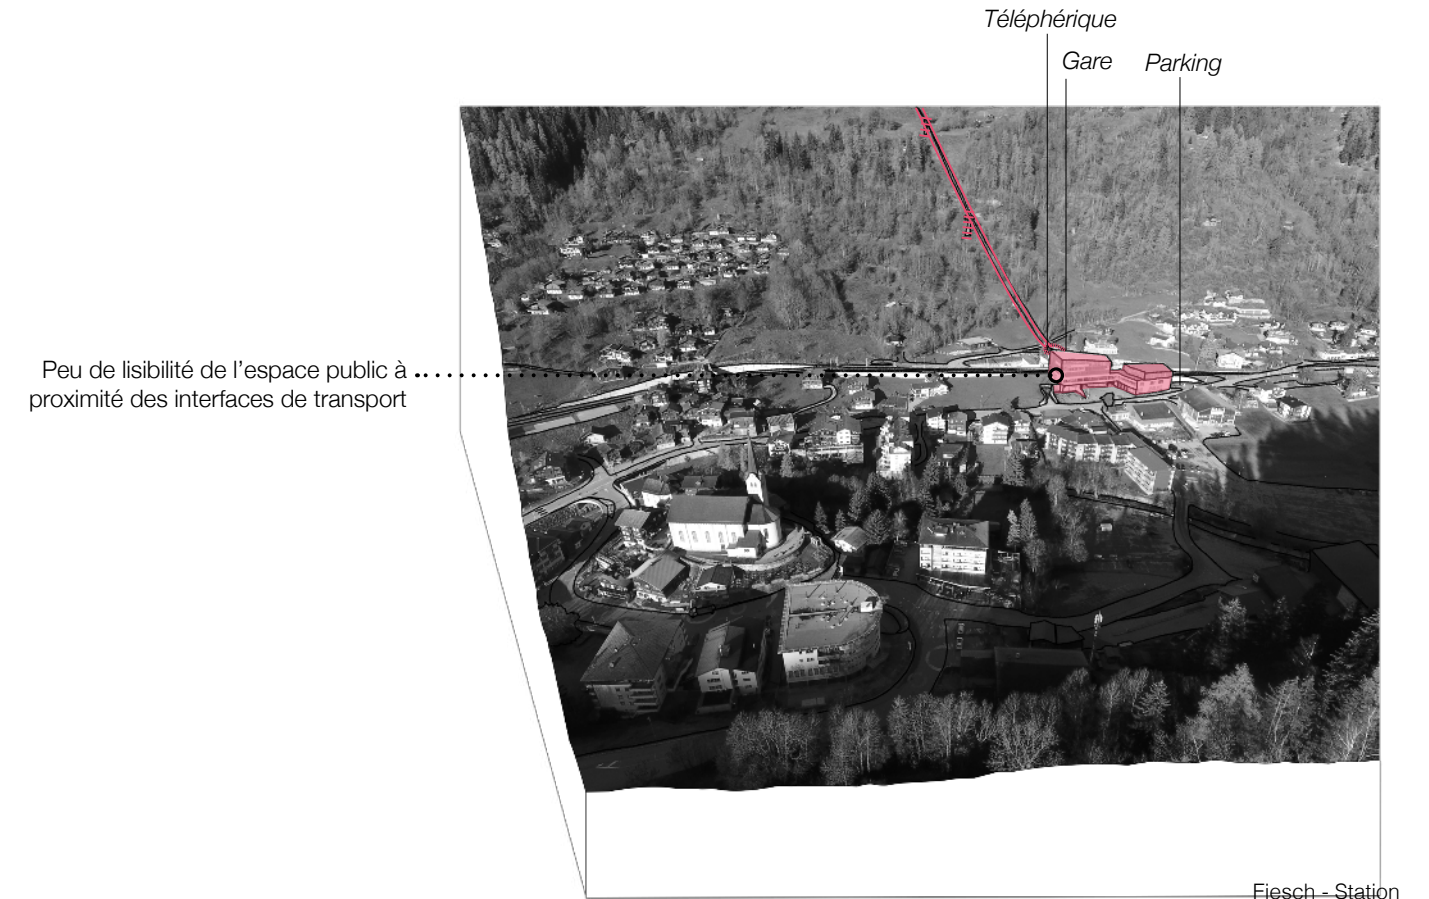 Téléphérique
Gare
Parking
Peu de lisibilité de l’espace public à
proximité des interfaces de transport
Fiesch - Station